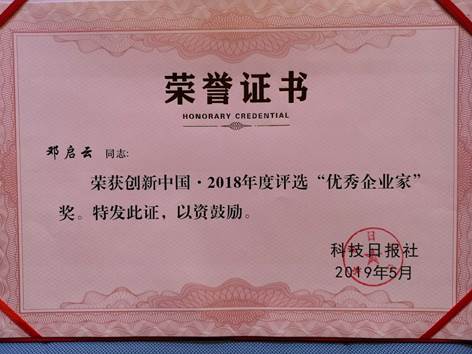 荣誉证书
HONORARY CREDENTIAL
邓启云 同志:
荣获创新中国·2018年度评选“优秀企业家”
奖。特发此证，以资鼓励。
科技日报社
2019年5月